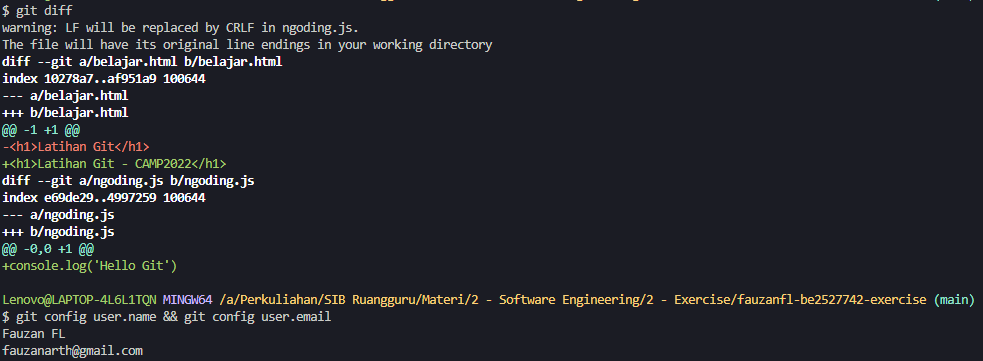 $ git diff
warning: LF will be replaced by CRLF in ngoding.js.
The file will have its original line endings in your working directory
diff --git a/belajar.html b/belajar.html
index 10278a7..af951a9 100644
--- a/belajar.html
+++ b/belajar.html
@@ -1 +1 @@
-<h1>Latihan Git</h1>
+<h1>Latihan Git - CAMP2022</h1>
diff --git a/ngoding.js b/ngoding.js
index e69de29..4997259 100644
--- a/ngoding.js
+++ b/ngoding.js
@@ -0,0 +1 @@
+console.log('Hello Git')
Lenovo@LAPTOP-4L6L1TQN MINGW64 /a/Perkuliahan/SIB Ruangguru/Materi/2 - Software Engineering/2 - Exercise/fauzanfl-be2527742-exercise (main)
$ git config user.name && git config user.email
Fauzan FL
fauzanarth@gmail.com